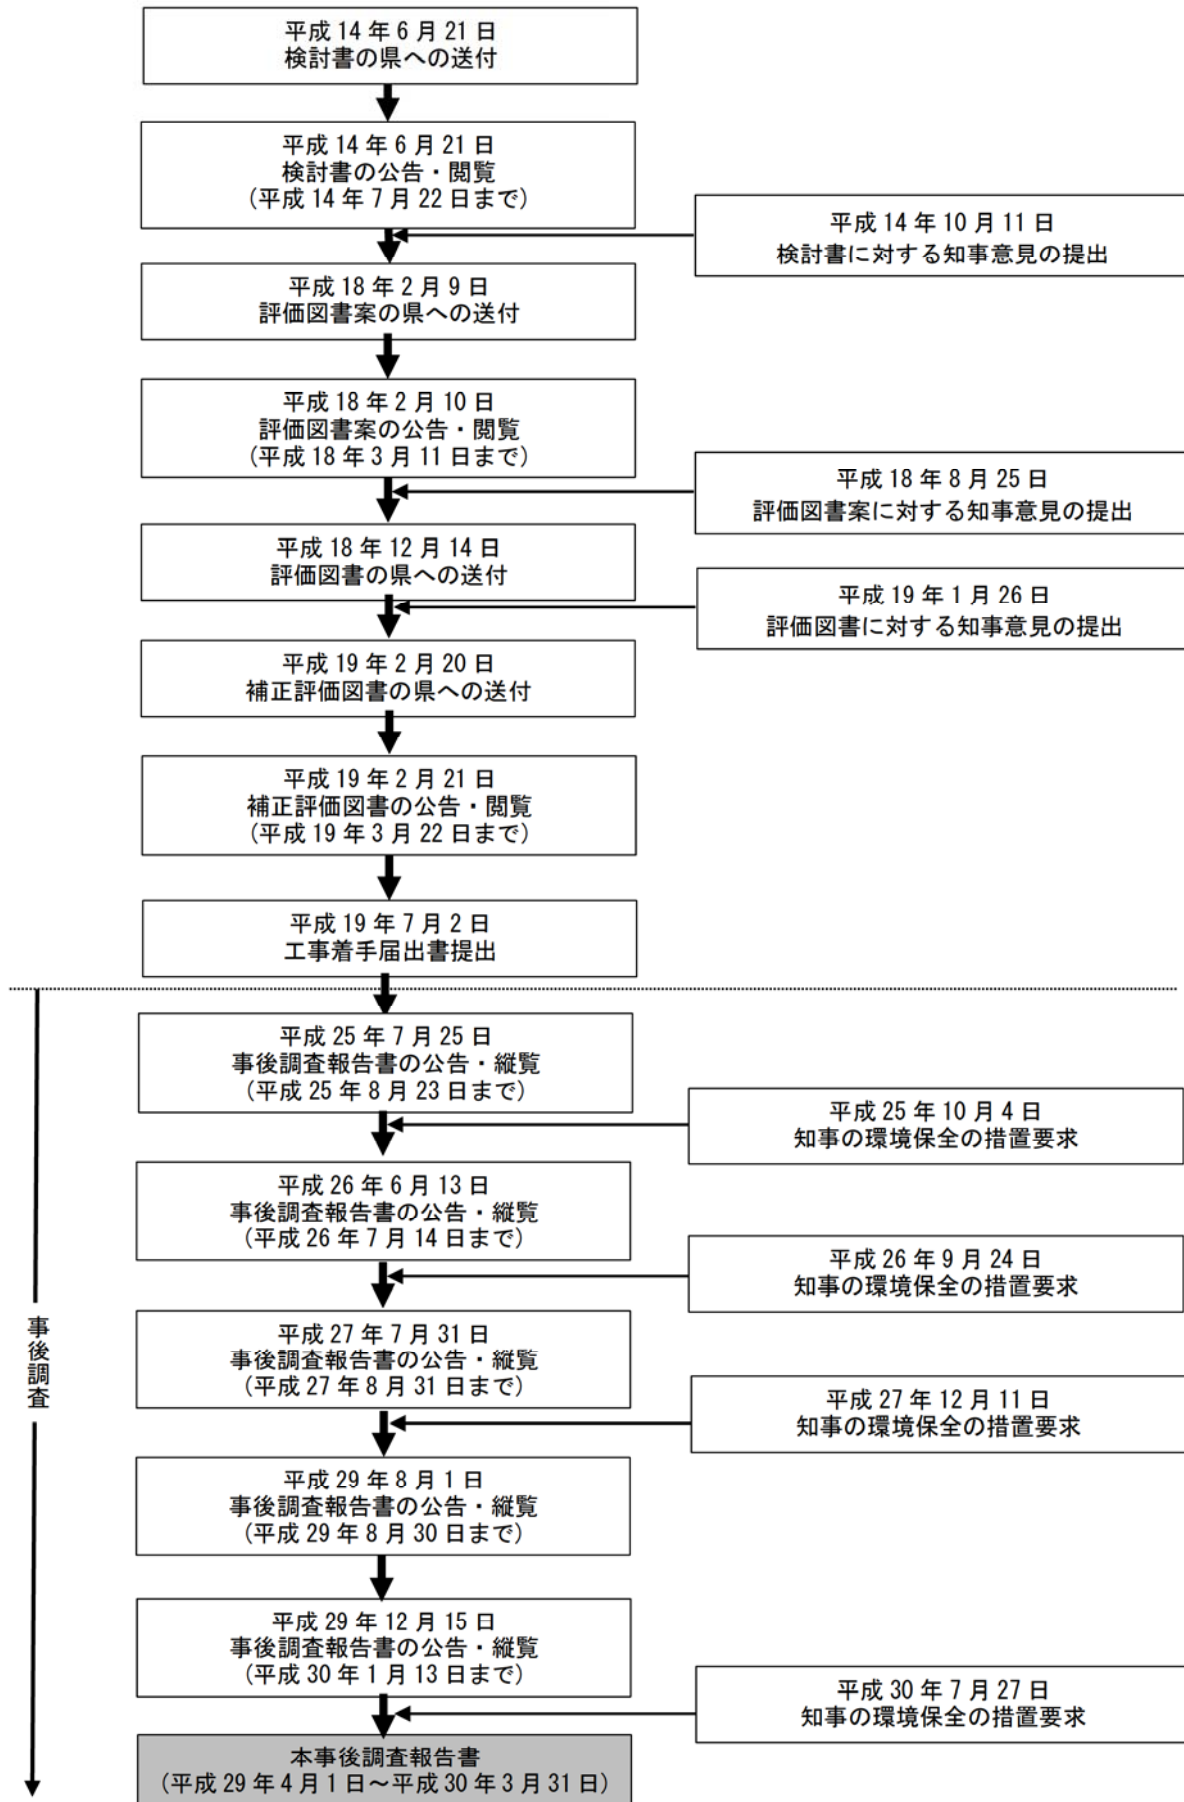 平成 14 年 6 月 21 日
検討書の県への送付
平成 14 年 6 月 21 日
検討書の公告・閲覧
(平成 14 年 7 月 22 日まで)
平成 14 年 10 月 11 日
検討書に対する知事意見の提出
平成 18 年 2 月 9 日
評価図書案の県への送付
平成 18 年 2 月 10 日
評価図書案の公告・閲覧
(平成 18 年 3 月 11 日まで)
平成 18 年 8 月 25 日
評価図書案に対する知事意見の提出
平成 18 年 12 月 14 日
評価図書の県への送付
平成 19 年 1 月 26 日
評価図書に対する知事意見の提出
平成 19 年 2 月 20 日
補正評価図書の県への送付
平成 19 年 2 月 21 日
補正評価図書の公告・閲覧
(平成 19 年 3 月 22 日まで)
平成 19 年 7 月 2 日
工事着手届出書提出
平成 25 年 7 月 25 日
事後調査報告書の公告・縦覧
(平成 25 年 8 月 23 日まで)
平成 25 年 10 月 4 日
知事の環境保全の措置要求
平成 26 年 6 月 13 日
事後調査報告書の公告・縦覧
(平成 26 年 7 月 14 日まで)
平成 26 年 9 月 24 日
知事の環境保全の措置要求
事後調査
平成 27 年 7 月 31 日
事後調査報告書の公告・縦覧
(平成 27 年 8 月 31 日まで)
平成 27 年 12 月 11 日
知事の環境保全の措置要求
平成 29 年 8 月 1 日
事後調査報告書の公告・縦覧
(平成 29 年 8 月 30 日まで)
平成 29 年 12 月 15 日
事後調査報告書の公告・縦覧
(平成 30 年 1 月 13 日まで)
平成 30 年 7 月 27 日
知事の環境保全の措置要求
本事後調査報告書
(平成 29 年 4 月 1 日～平成 30 年 3 月 31 日)